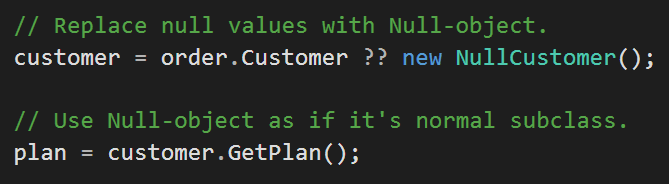 // Replace null values with Null-object.
customer = order.Customer ?? new NullCustomer();
// Use Null-object as if it's normal subclass.
plan = customer.GetPlan();